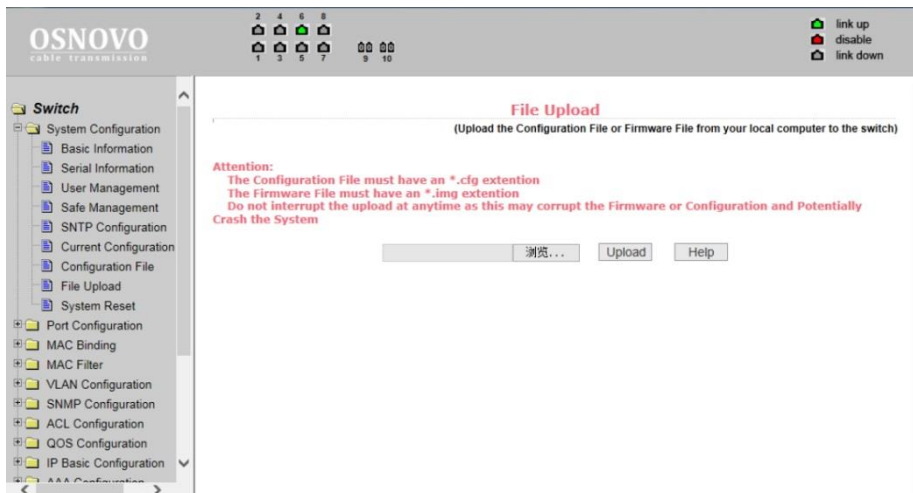 OSNOVO
cable transmission
2 4 6 8
1 3 5 7 9 10
link up
disable
link down
Switch
System Configuration
Basic Information
Serial Information
User Management
Safe Management
SNTP Configuration
Current Configuration
Configuration File
File Upload
System Reset
Port Configuration
MAC Binding
MAC Filter
VLAN Configuration
SNMP Configuration
ACL Configuration
QOS Configuration
IP Basic Configuration
AAA Configuration
File Upload
(Upload the Configuration File or Firmware File from your local computer to the switch)
Attention:
The Configuration File must have an *.cfg extention
The Firmware File must have an *.img extention
Do not interrupt the upload at anytime as this may corrupt the Firmware or Configuration and Potentially
Crash the System
浏览... Upload Help